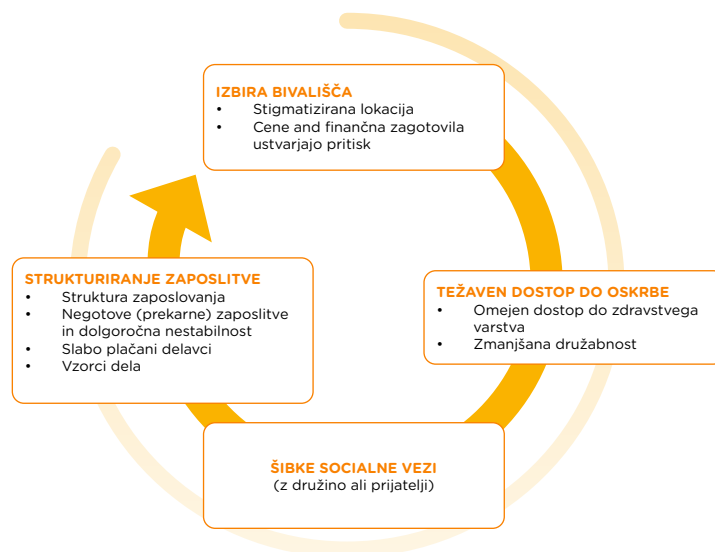 IZBIRA BIVALIŠČA
• Stigmatizirana lokacija
• Cene and finančna zagotovila
ustvarjajo pritisk
STRUKTURIRANJE ZAPOSLITVE
• Struktura zaposlovanja
• Negotove (prekarne) zaposlitve
in dolgoročna nestabilnost
• Slabo plačani delavci
• Vzorci dela
TEŽAVEN DOSTOP DO OSKRBE
• Omejen dostop do zdravstvega
varstva
• Zmanjšana družabnost
ŠIBKE SOCIALNE VEZI
(z družino ali prijatelji)